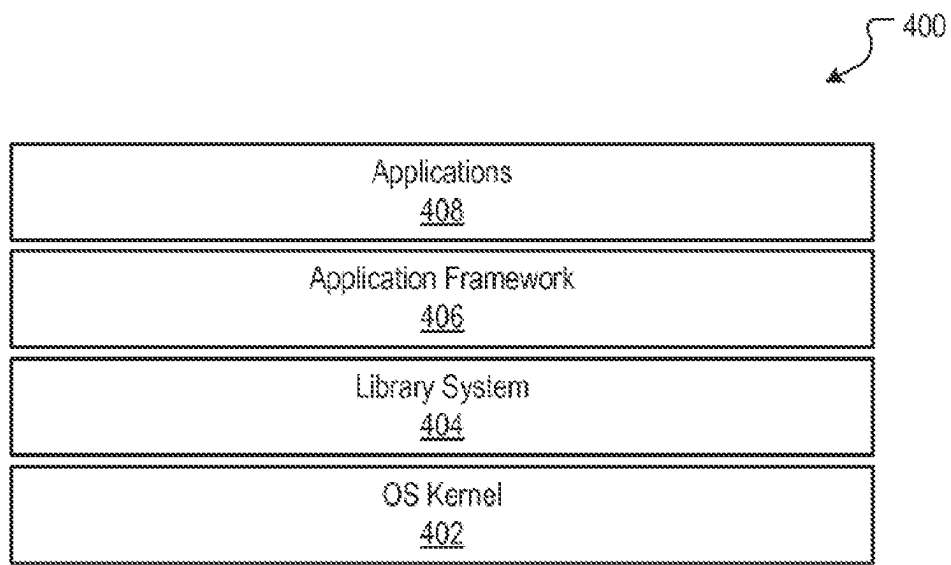 400
Applications
408
Application Framework
406
Library System
404
OS Kernel
402